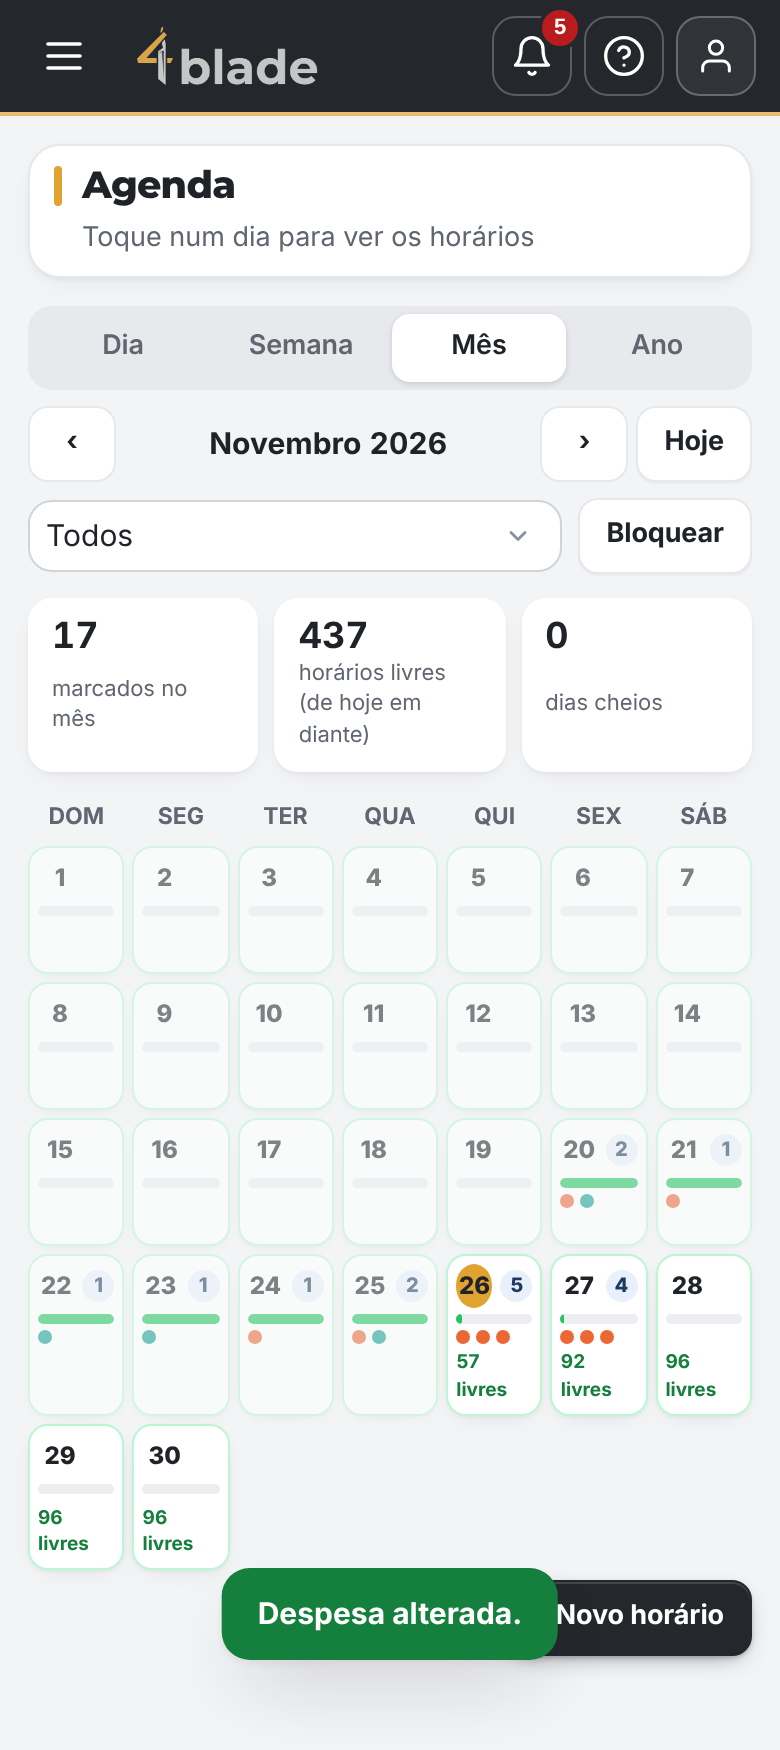 5
4blade
Agenda
Toque num dia para ver os horários
Dia Semana Mês Ano
‹ Novembro 2026 › Hoje
Todos Bloquear
17
marcados no
mês
437
horários livres
(de hoje em
diante)
0
dias cheios
DOM SEG TER QUA QUI SEX SÁB
1 2 3 4 5 6 7
8 9 10 11 12 13 14
15 16 17 18 19 20 2 21 1
22 1 23 1 24 1 25 2 26 5 27 4 28
57 92 96
livres livres livres
29 30
96 96
livres livres
Despesa alterada. Novo horário